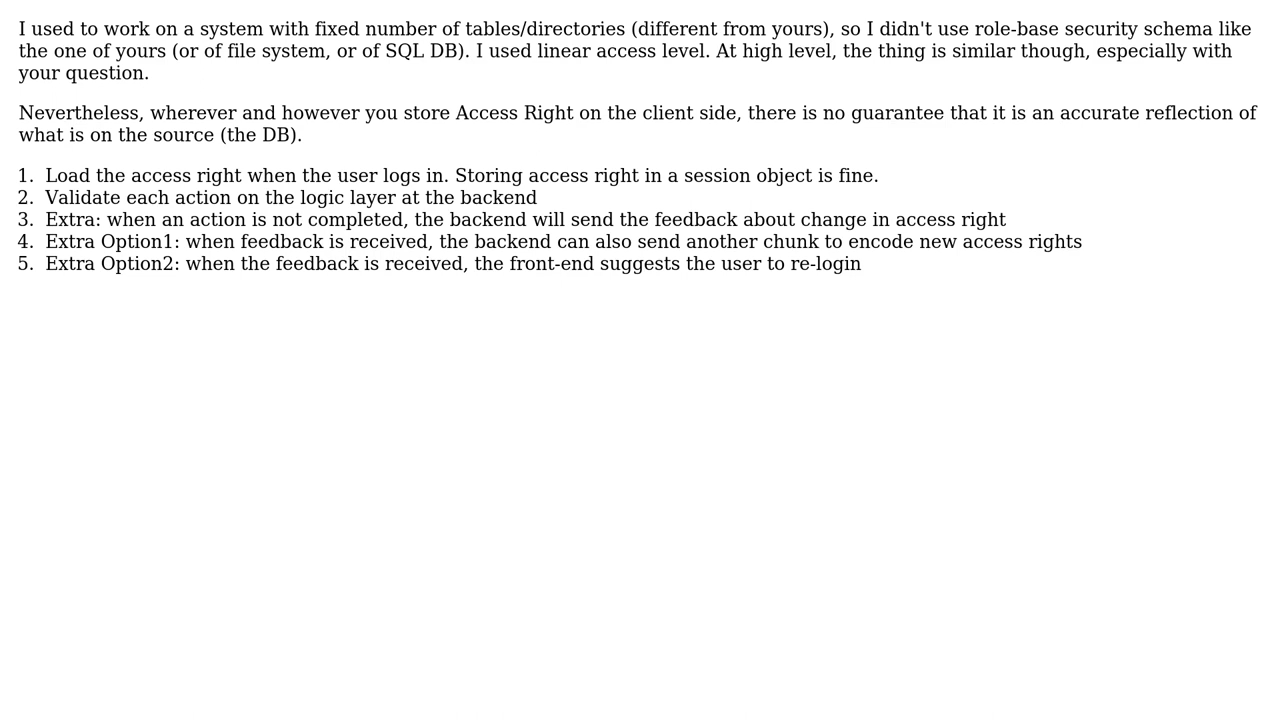 I used to work on a system with fixed number of tables/directories (different from yours), so I didn't use role-base security schema like
the one of yours (or of file system, or of SQL DB). I used linear access level. At high level, the thing is similar though, especially with
your question.
Nevertheless, wherever and however you store Access Right on the client side, there is no guarantee that it is an accurate reflection of
what is on the source (the DB).
1. Load the access right when the user logs in. Storing access right in a session object is fine.
2. Validate each action on the logic layer at the backend
3. Extra: when an action is not completed, the backend will send the feedback about change in access right
4. Extra Option1: when feedback is received, the backend can also send another chunk to encode new access rights
5. Extra Option2: when the feedback is received, the front-end suggests the user to re-login